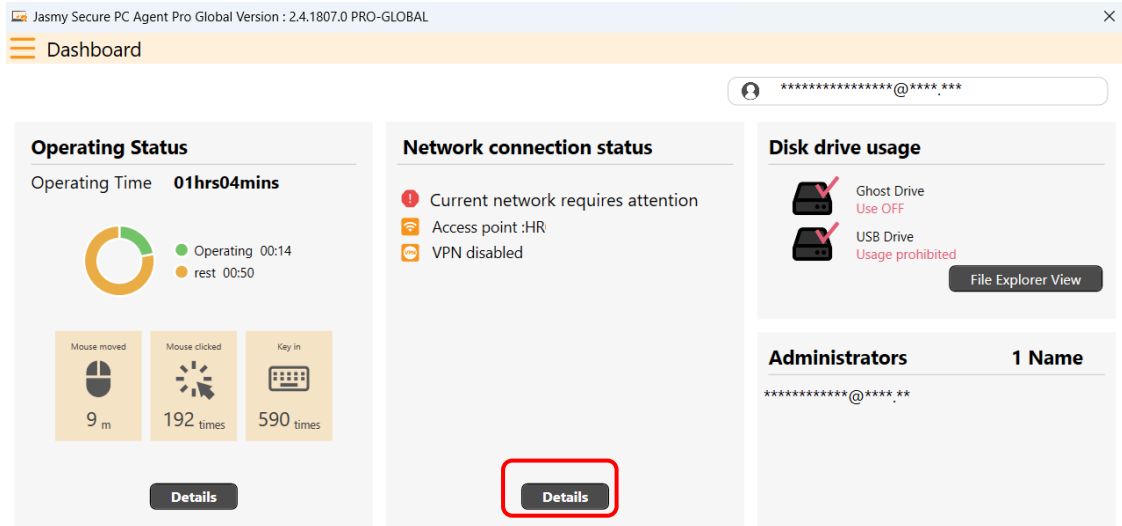 Jasmy Secure PC Agent Pro Global Version : 2.4.1807.0 PRO-GLOBAL
Dashboard
****************@****.***
Operating Status
Operating Time 01hrs04mins
Operating 00:14
rest 00:50
Mouse moved
9 m
Mouse clicked
192 times
Key in
590 times
Details
Network connection status
Current network requires attention
Access point :HR
VPN
VPN disabled
Details
Disk drive usage
Ghost Drive
Use OFF
USB Drive
Usage prohibited
File Explorer View
Administrators 1 Name
************@****.**